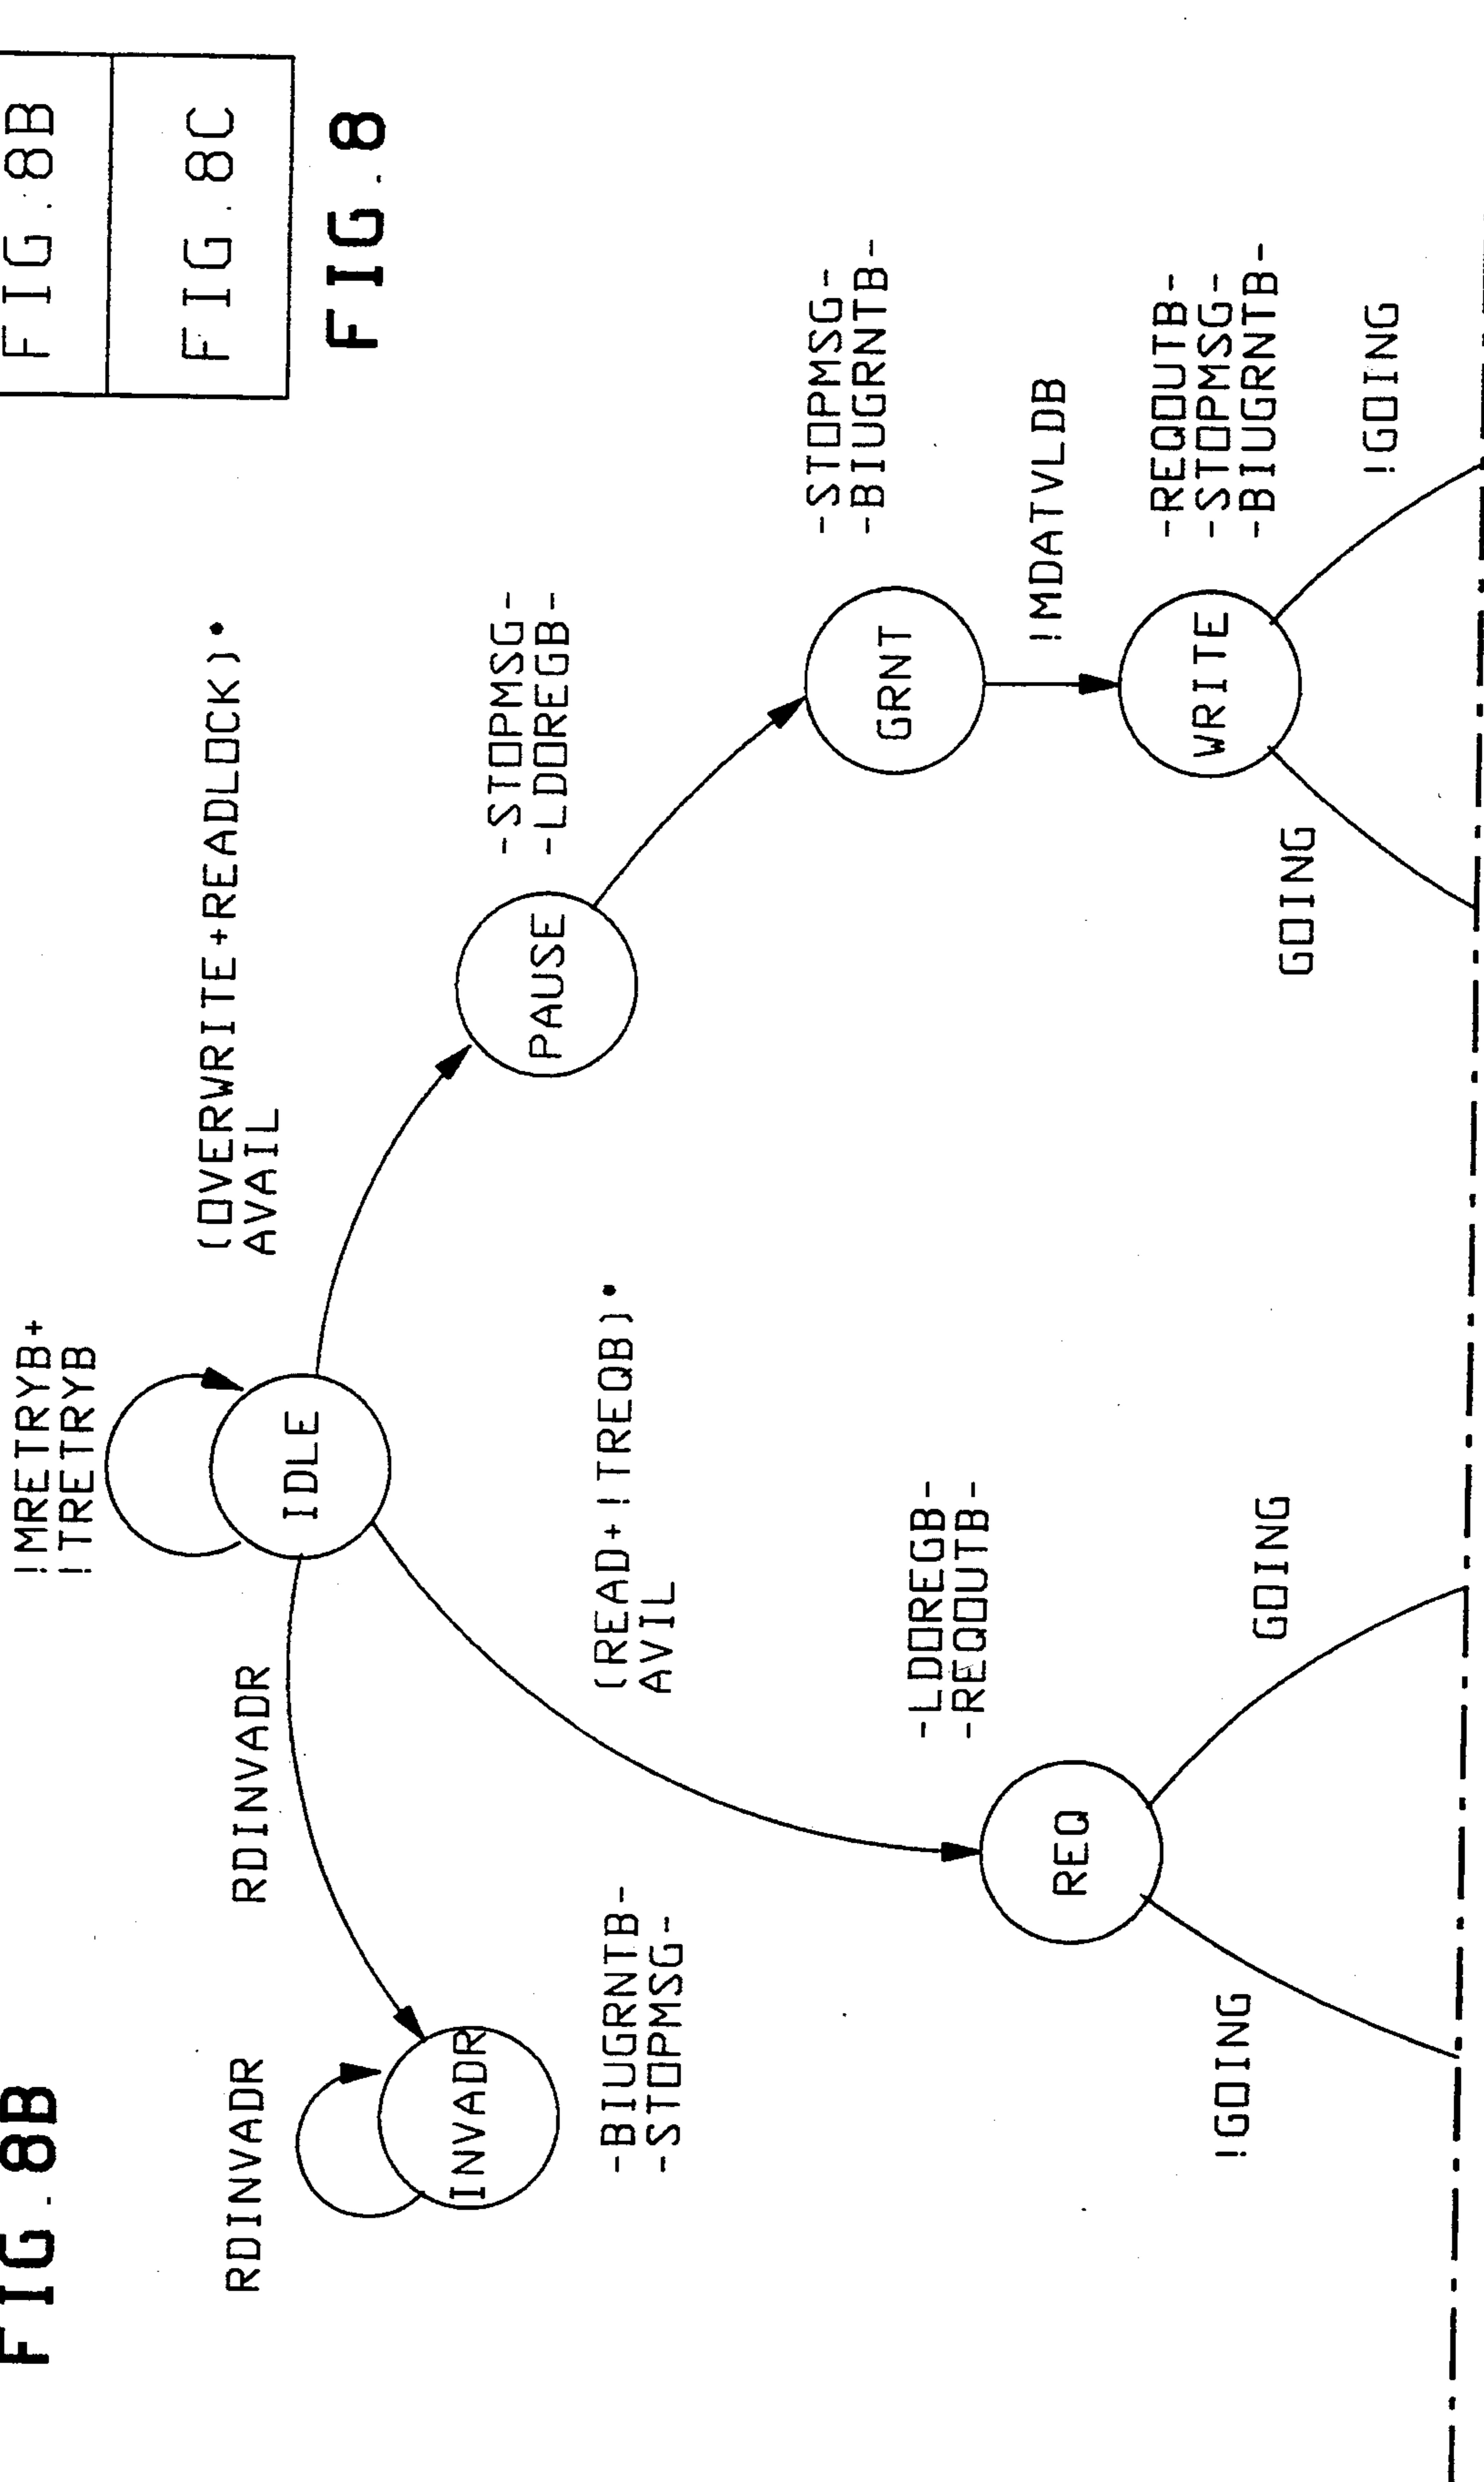 FIG.8B
FIG.8B
FIG.8C
FIG.8
!MRETRYB+
!TRETRYB
RDINVADR
RDINVADR
(OVERWRITE+READLOCK)•
AVAIL
IDLE
INVADR
-BIUGRNTB-
-STOPMSG-
(READ+!TREQB)•
AVIL
PAUSE
-STOPMSG-
-LDOREGB-
-STOPMSG-
-BIUGRNTB-
GRNT
!MDATVLDB
-LDOREGB-
-REQOUTB-
REQ
WRITE
-REQOUTB-
-STOPMSG-
-BIUGRNTB-
!GOING
GOING
GOING
!GOING